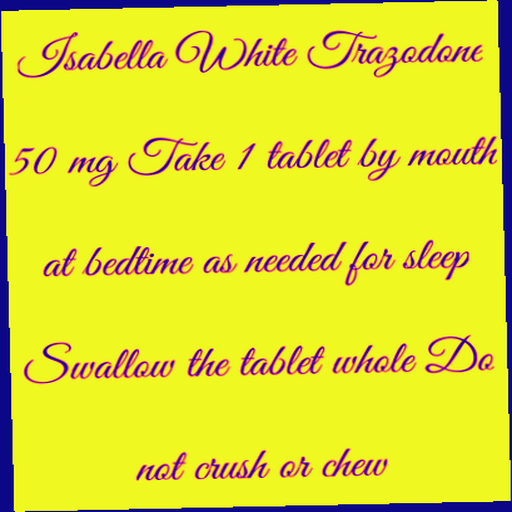 Isabella White Trazodone
50 mg Take 1 tablet by mouth
at bedtime as needed for sleep
Swallow the tablet whole Do
not crush or chew